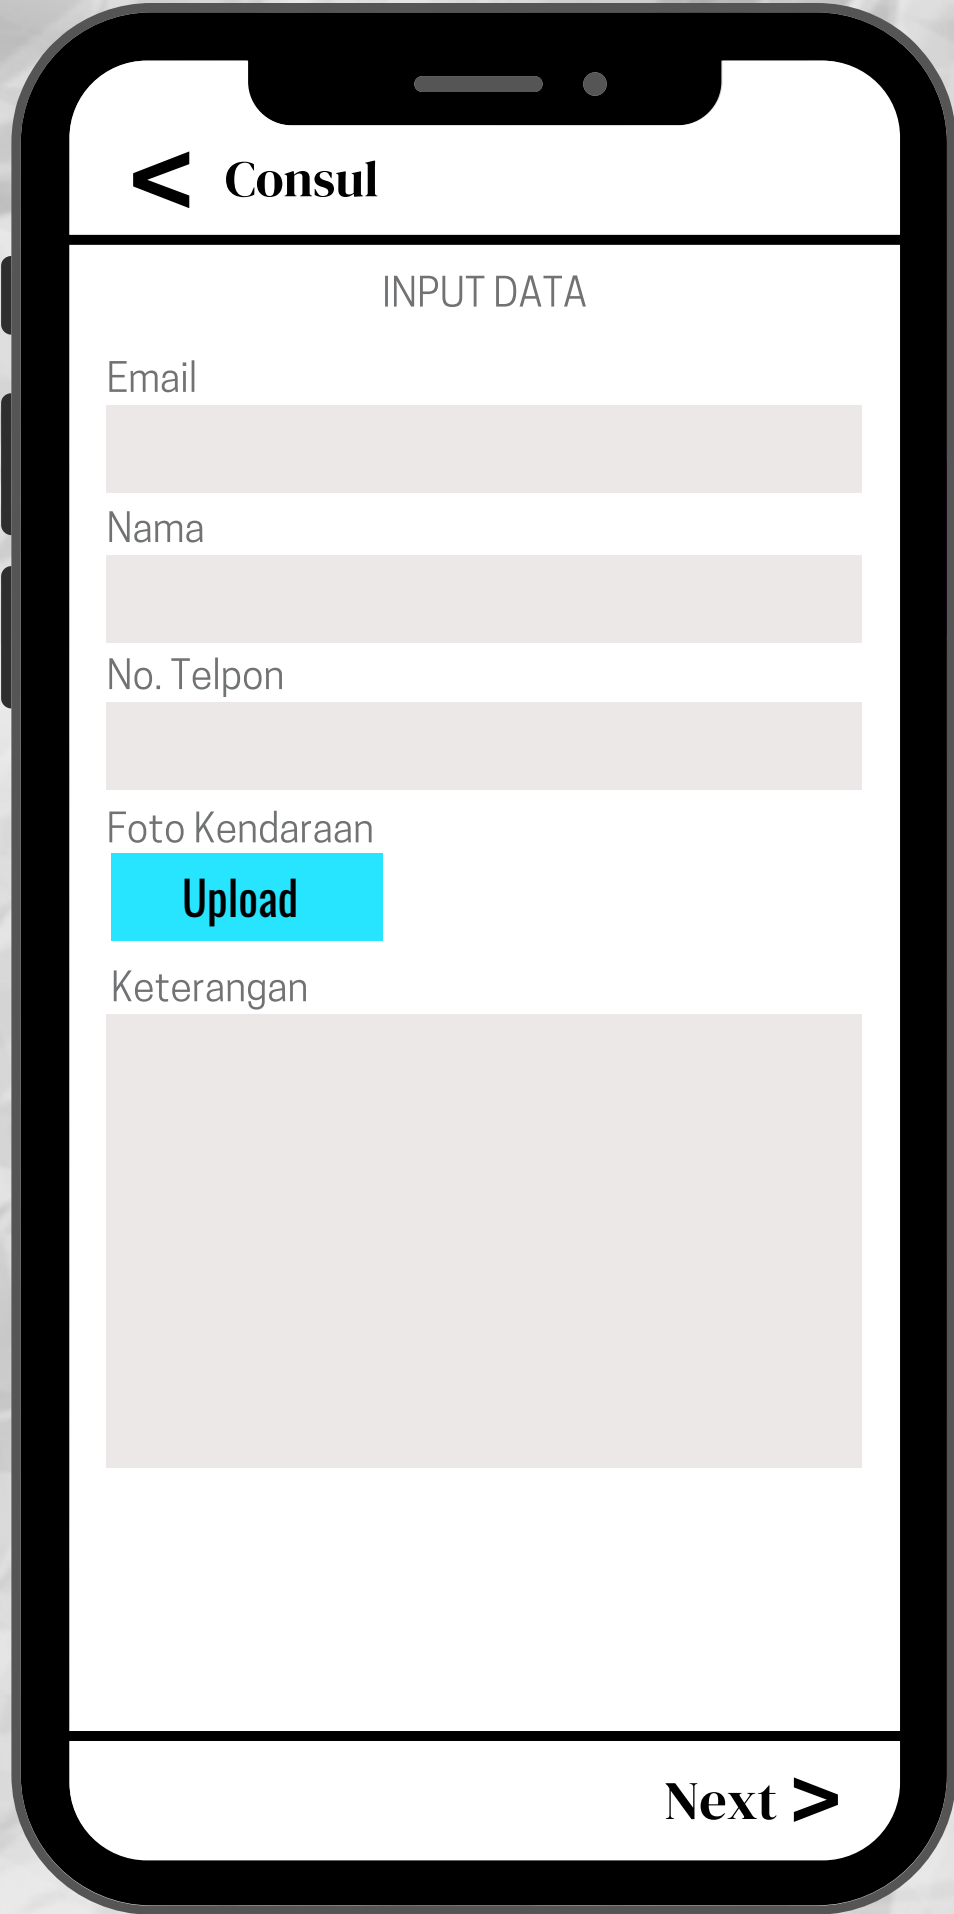 < Consul
INPUT DATA
Email
Nama
No. Telpon
Foto Kendaraan
Upload
Keterangan
Next >